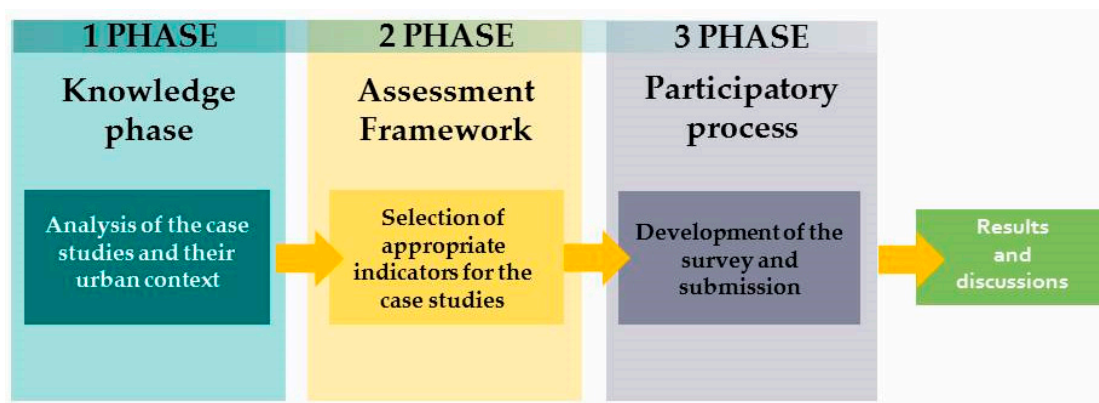 1 PHASE
Knowledge
phase
Analysis of the case
studies and their
urban context
2 PHASE
Assessment
Framework
Selection of
appropriate
indicators for the
case studies
3 PHASE
Participatory
process
Development of the
survey and
submission
Results
and
discussions